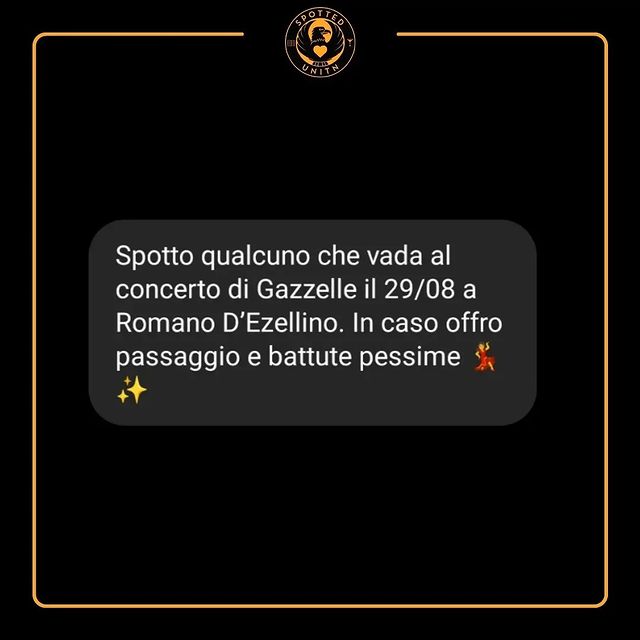 SPOTTED
UNITN
Spotto qualcuno che vada al
concerto di Gazzelle il 29/08 a
Romano D’Ezellino. In caso offro
passaggio e battute pessime 💃
✨